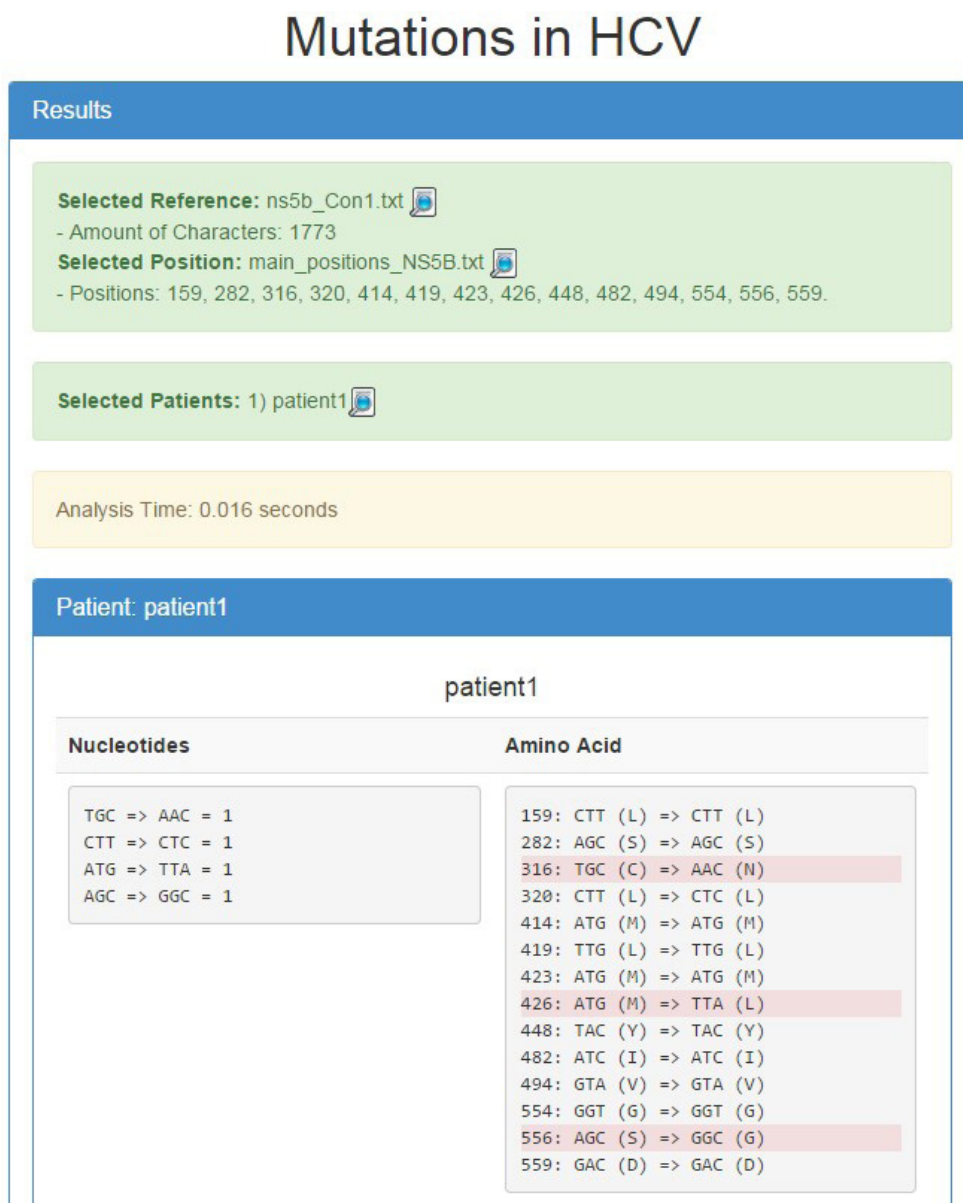 Mutations in HCV
Results
Selected Reference: ns5b_Con1.txt
- Amount of Characters: 1773
Selected Position: main_positions_NS5B.txt
- Positions: 159, 282, 316, 320, 414, 419, 423, 426, 448, 482, 494, 554, 556, 559.
Selected Patients: 1) patient1
Analysis Time: 0.016 seconds
Patient: patient1
patient1
Nucleotides
TGC => AAC = 1
CTT => CTC = 1
ATG => TTA = 1
AGC => GGC = 1
Amino Acid
159: CTT (L) => CTT (L)
282: AGC (S) => AGC (S)
316: TGC (C) => AAC (N)
320: CTT (L) => CTC (L)
414: ATG (M) => ATG (M)
419: TTG (L) => TTG (L)
423: ATG (M) => ATG (M)
426: ATG (M) => TTA (L)
448: TAC (Y) => TAC (Y)
482: ATC (I) => ATC (I)
494: GTA (V) => GTA (V)
554: GGT (G) => GGT (G)
556: AGC (S) => GGC (G)
559: GAC (D) => GAC (D)